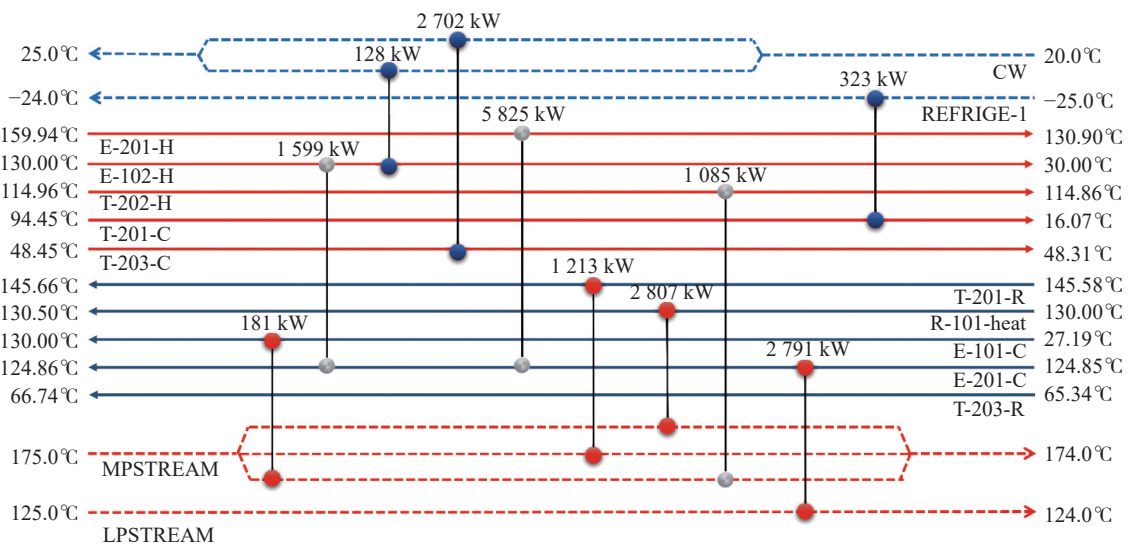 2 702 kW
25.0℃
128 kW
20.0℃
CW
−24.0℃
323 kW
−25.0℃
REFRIGE-1
159.94℃
5 825 kW
130.90℃
E-201-H
130.00℃
1 599 kW
30.00℃
E-102-H
114.96℃
1 085 kW
114.86℃
T-202-H
94.45℃
16.07℃
T-201-C
48.45℃
48.31℃
T-203-C
145.66℃
1 213 kW
145.58℃
T-201-R
130.50℃
2 807 kW
130.00℃
R-101-heat
130.00℃
181 kW
27.19℃
E-101-C
124.86℃
2 791 kW
124.85℃
E-201-C
66.74℃
65.34℃
T-203-R
175.0℃
174.0℃
MPSTREAM
125.0℃
124.0℃
LPSTREAM